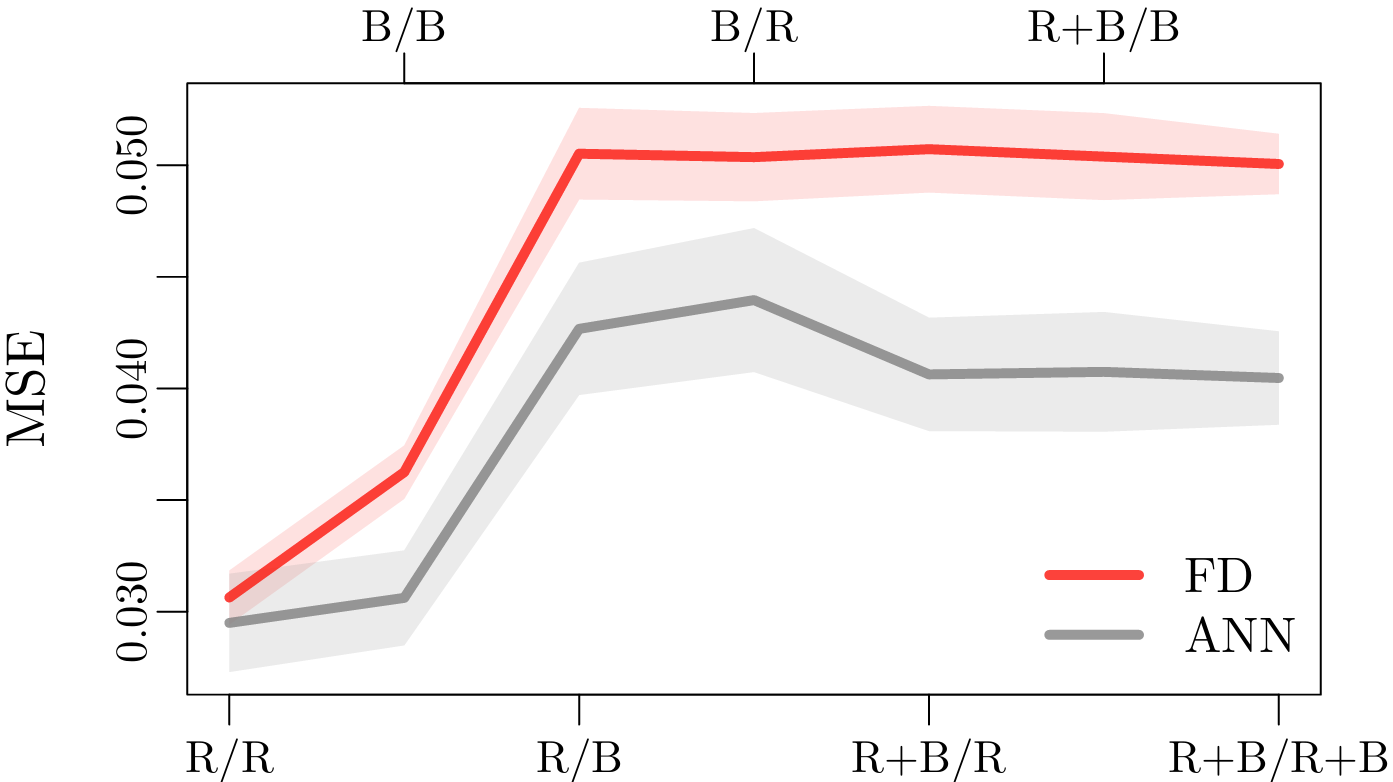 B/B
B/R
R+B/B
0.050
0.040
0.030
MSE
FD
ANN
R/R
R/B
R+B/R
R+B/R+B